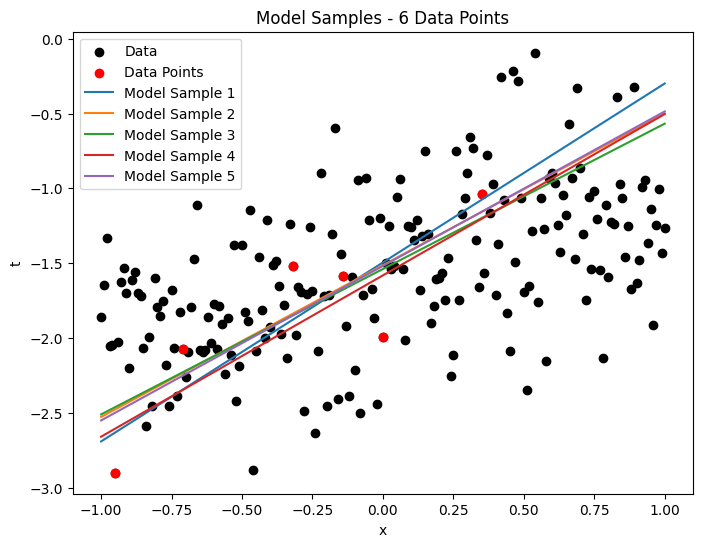 Model Samples - 6 Data Points
Data
Data Points
Model Sample 1
Model Sample 2
Model Sample 3
Model Sample 4
Model Sample 5
t
0.0
−0.5
−1.0
−1.5
−2.0
−2.5
−3.0
−1.00 −0.75 −0.50 −0.25 0.00 0.25 0.50 0.75 1.00
x